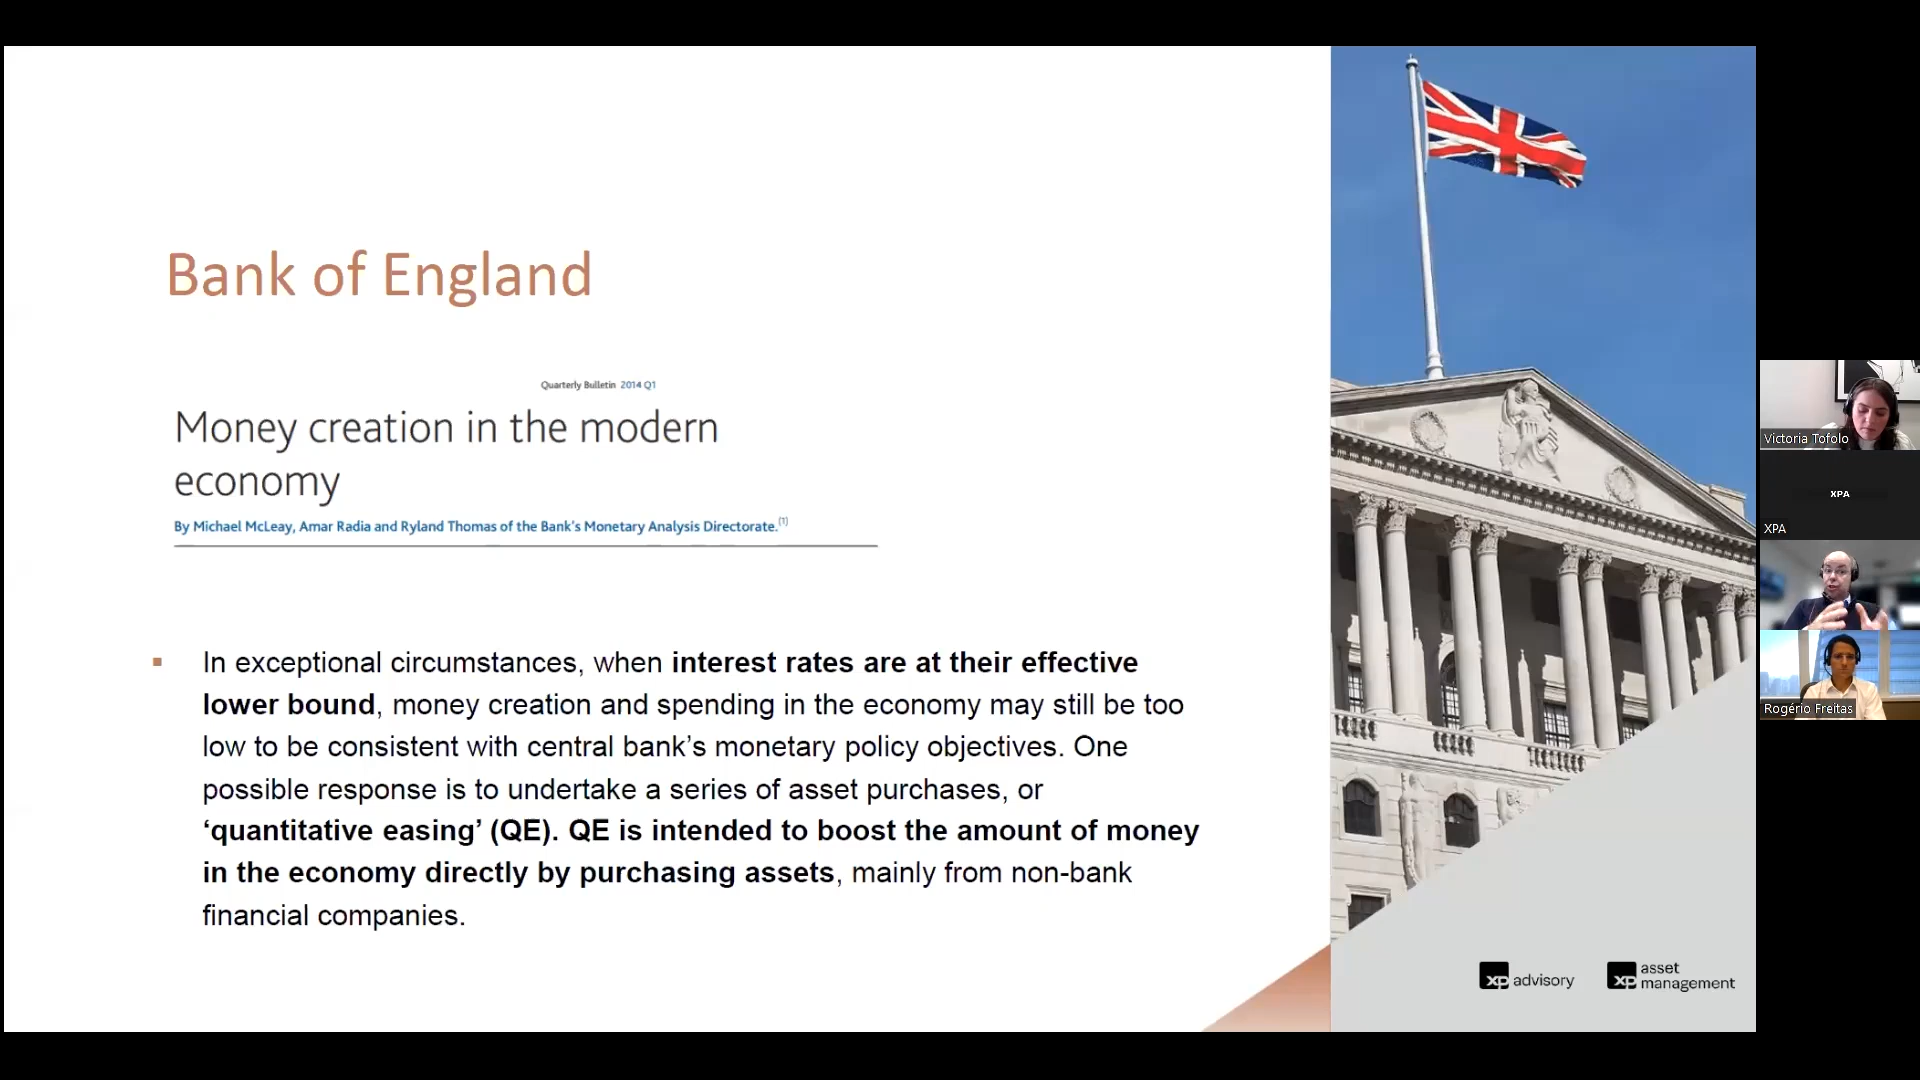 Bank of England
Quarterly Bulletin 2014 Q1
Money creation in the modern
economy
By Michael McLeay, Amar Radia and Ryland Thomas of the Bank's Monetary Analysis Directorate.(1)
▪ In exceptional circumstances, when interest rates are at their effective
lower bound, money creation and spending in the economy may still be too
low to be consistent with central bank's monetary policy objectives. One
possible response is to undertake a series of asset purchases, or
‘quantitative easing’ (QE). QE is intended to boost the amount of money
in the economy directly by purchasing assets, mainly from non-bank
financial companies.
xp advisory
xp asset
management
Victoria Tofolo
XPA
XPA
Rogério Freitas